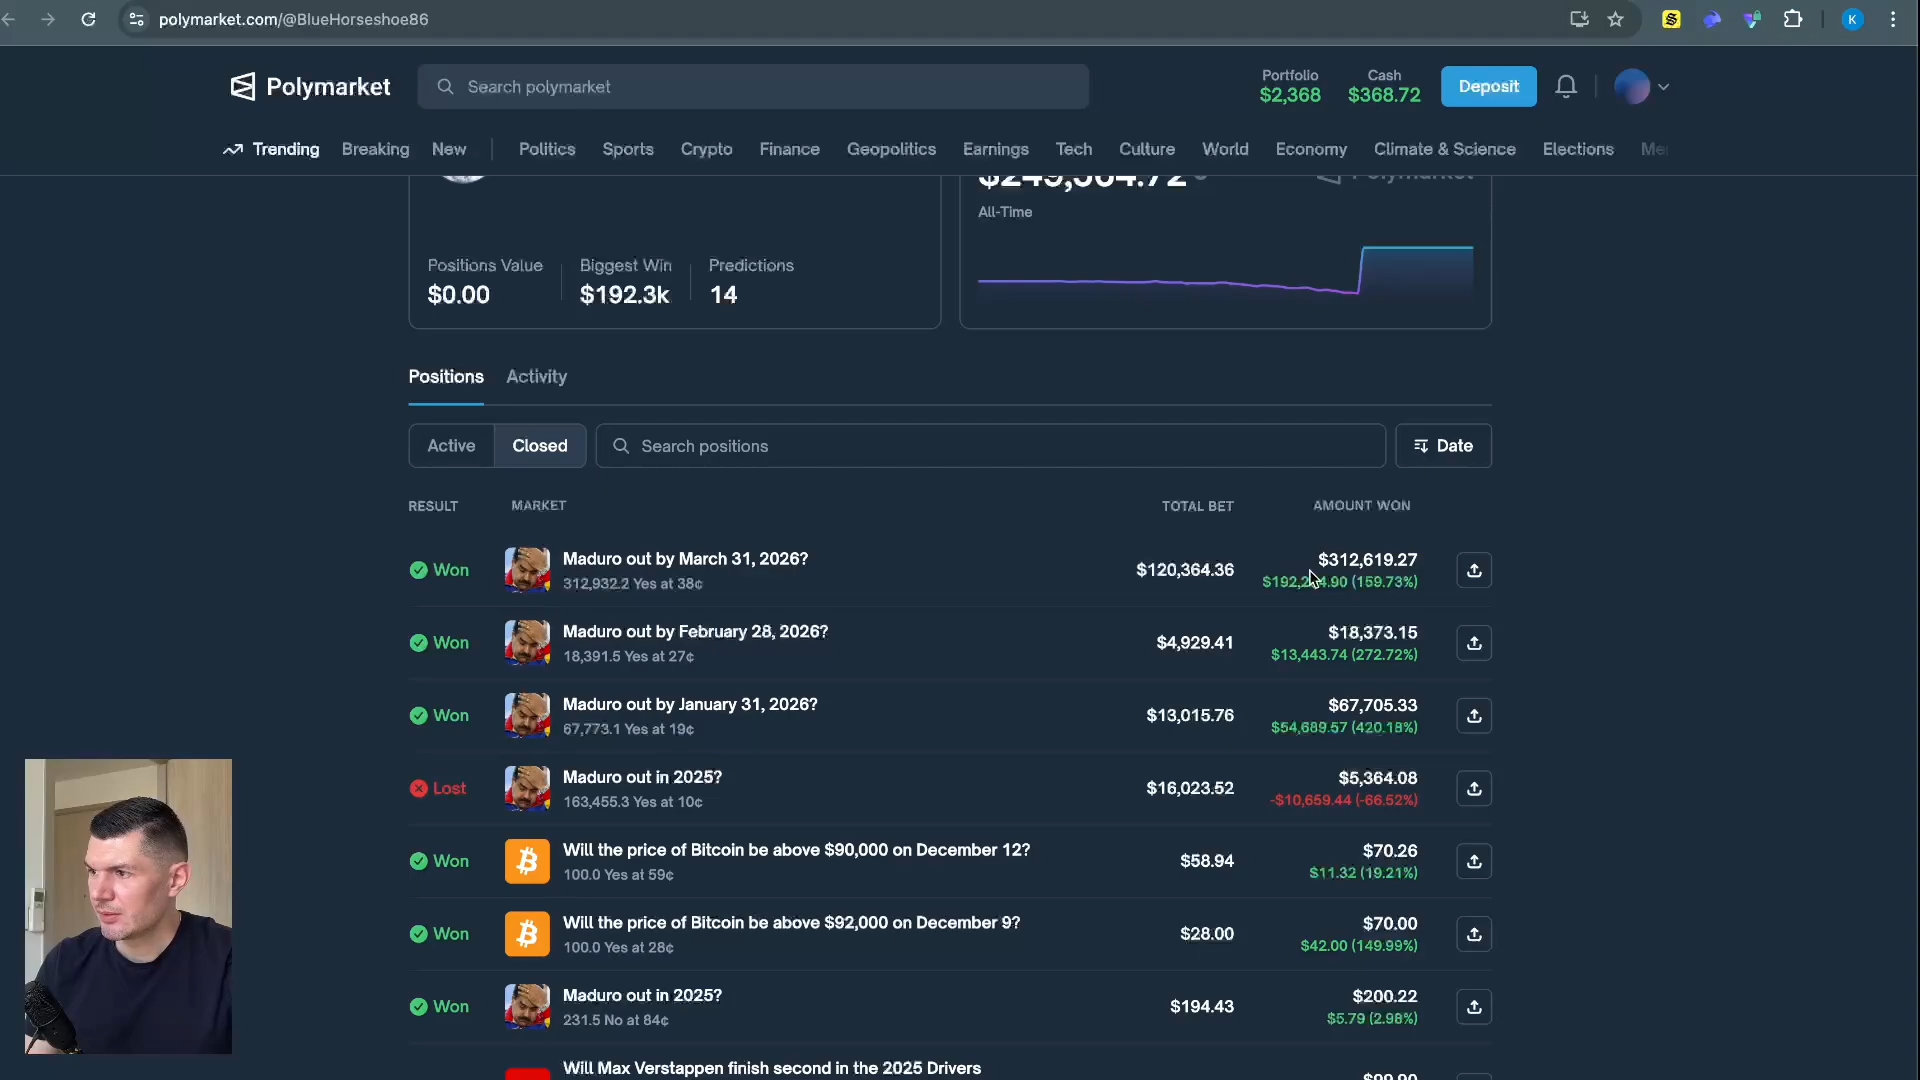 polymarket.com/@BlueHorseshoe86
K
Polymarket
Search polymarket
Portfolio
$2,368
Cash
$368.72
Deposit
Trending
Breaking
New
Politics
Sports
Crypto
Finance
Geopolitics
Earnings
Tech
Culture
World
Economy
Climate & Science
Elections
All-Time
Positions Value
$0.00
Biggest Win
$192.3k
Predictions
14
Positions
Activity
Active
Closed
Search positions
Date
RESULT
MARKET
TOTAL BET
AMOUNT WON
Won
Maduro out by March 31, 2026?
312,932.2 Yes at 38¢
$120,364.36
$312,619.27
(159.73%)
Won
Maduro out by February 28, 2026?
18,391.5 Yes at 27¢
$4,929.41
$18,373.15
$13,443.74 (272.72%)
Won
Maduro out by January 31, 2026?
67,773.1 Yes at 19¢
$13,015.76
$67,705.33
$54,689.57 (420.18%)
Lost
Maduro out in 2025?
163,455.3 Yes at 10¢
$16,023.52
$5,364.08
-$10,659.44 (-66.52%)
Won
Will the price of Bitcoin be above $90,000 on December 12?
100.0 Yes at 59¢
$58.94
$70.26
$11.32 (19.21%)
Won
Will the price of Bitcoin be above $92,000 on December 9?
100.0 Yes at 28¢
$28.00
$70.00
$42.00 (149.99%)
Won
Maduro out in 2025?
231.5 No at 84¢
$194.43
$200.22
$5.79 (2.98%)
Will Max Verstappen finish second in the 2025 Drivers